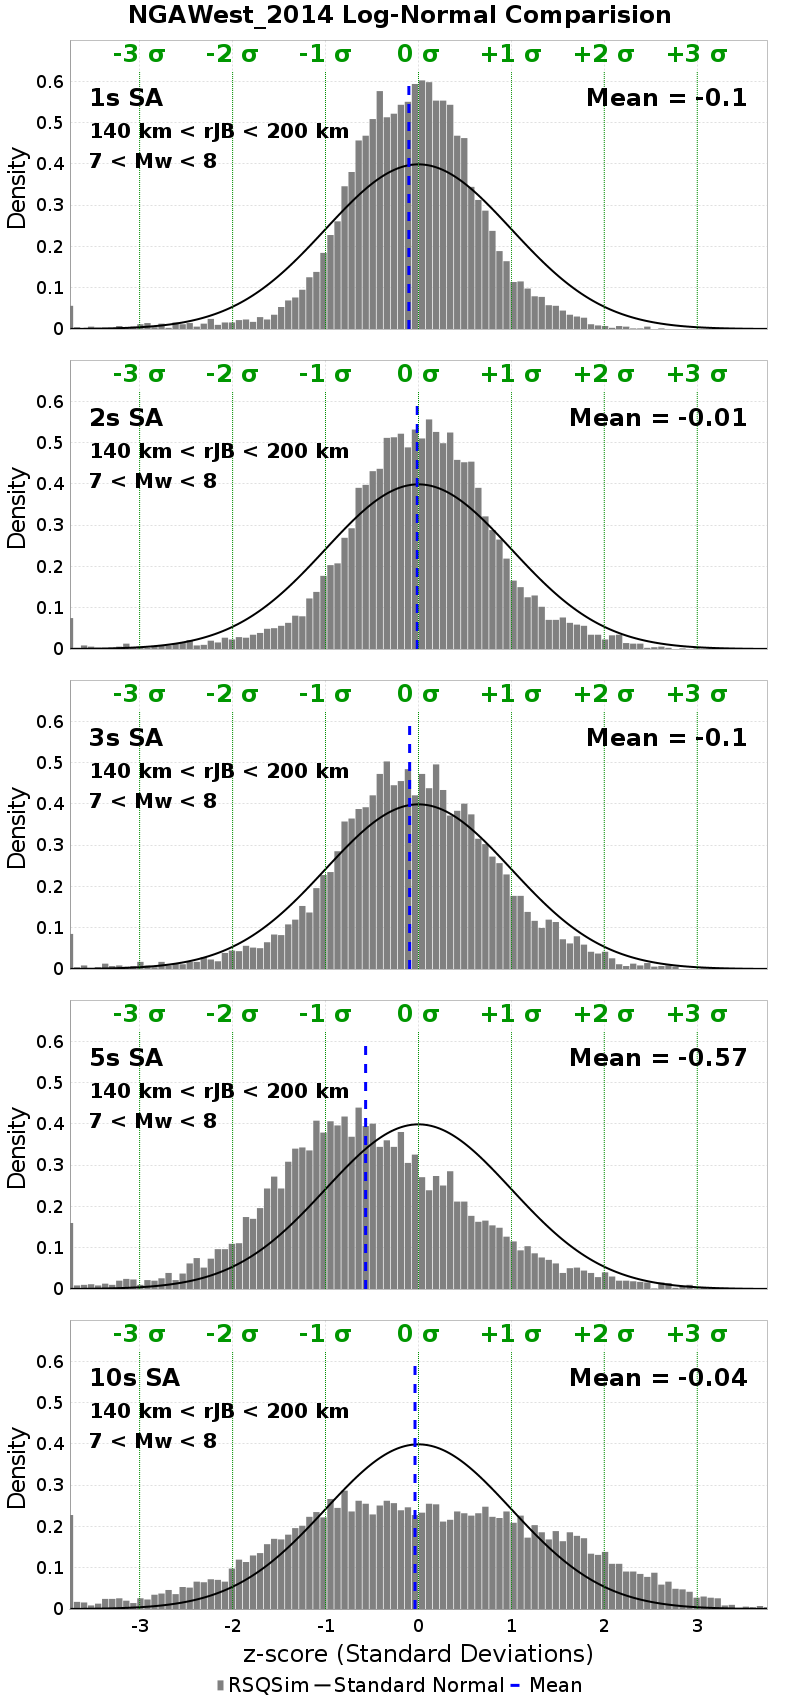 NGAWest_2014 Log-Normal Comparision
-3 σ -2 σ -1 σ 0 σ +1 σ +2 σ +3 σ
1s SA
Mean = -0.1
140 km < rJB < 200 km
7 < Mw < 8
0.6
0.5
0.4
0.3
0.2
0.1
0
Density
-3 σ -2 σ -1 σ 0 σ +1 σ +2 σ +3 σ
2s SA
Mean = -0.01
140 km < rJB < 200 km
7 < Mw < 8
0.6
0.5
0.4
0.3
0.2
0.1
0
Density
-3 σ -2 σ -1 σ 0 σ +1 σ +2 σ +3 σ
3s SA
Mean = -0.1
140 km < rJB < 200 km
7 < Mw < 8
0.6
0.5
0.4
0.3
0.2
0.1
0
Density
-3 σ -2 σ -1 σ 0 σ +1 σ +2 σ +3 σ
5s SA
Mean = -0.57
140 km < rJB < 200 km
7 < Mw < 8
0.6
0.5
0.4
0.3
0.2
0.1
0
Density
-3 σ -2 σ -1 σ 0 σ +1 σ +2 σ +3 σ
10s SA
Mean = -0.04
140 km < rJB < 200 km
7 < Mw < 8
0.6
0.5
0.4
0.3
0.2
0.1
0
Density
-3 -2 -1 0 1 2 3
z-score (Standard Deviations)
RSQSim Standard Normal Mean